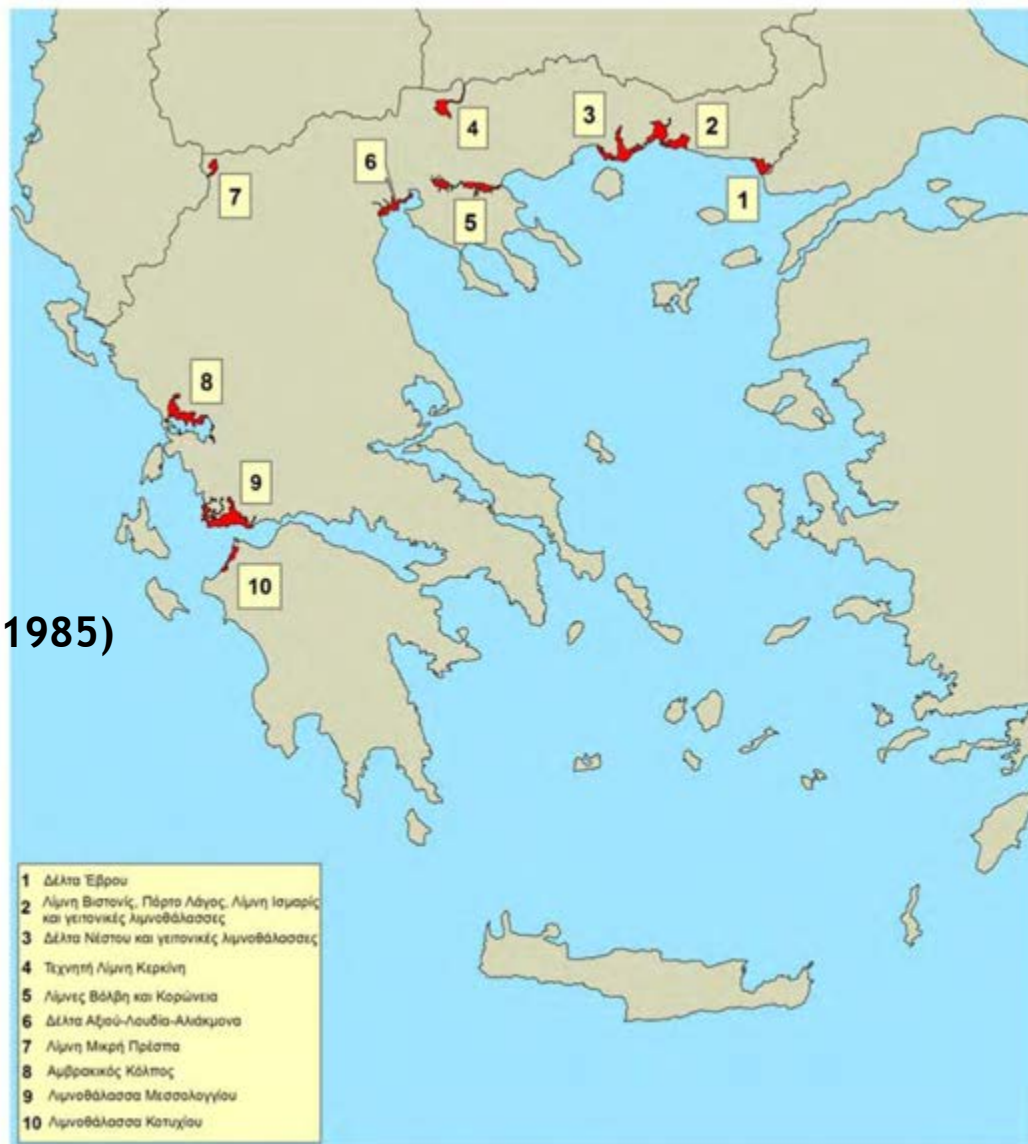 3
2
4
6
7
5
1
8
9
10
1985)
1 Δέλτα Έβρου
2 Λίμνη Βιστονίς, Πόρτο Λάγος, Λίμνη Ισμαρίς
και γειτονικές λιμνοθάλασσες
3 Δέλτα Νέστου και γειτονικές λιμνοθάλασσες
4 Τεχνητή Λίμνη Κερκίνη
5 Λίμνες Βόλβη και Κορώνεια
6 Δέλτα Αξιού-Λουδία-Αλιάκμονα
7 Λίμνη Μικρή Πρέσπα
8 Αμβρακικός Κόλπος
9 Λιμνοθάλασσα Μεσσολογγίου
10 Λιμνοθάλασσα Κοτυχίου